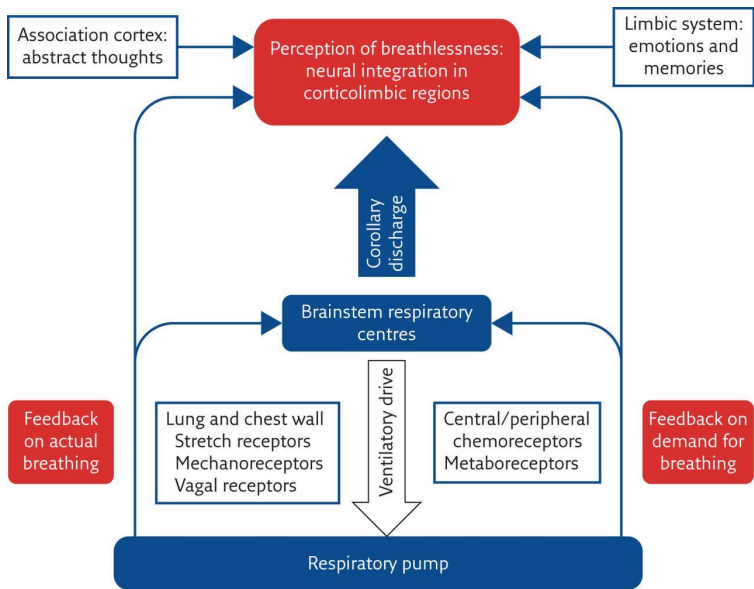 Association cortex:
abstract thoughts
Perception of breathlessness:
neural integration in
corticolimbic regions
Limbic system:
emotions and
memories
Corollary
discharge
Brainstem respiratory
centres
Feedback
on actual
breathing
Lung and chest wall
Stretch receptors
Mechanoreceptors
Vagal receptors
Ventilatory drive
Central/peripheral
chemoreceptors
Metaboreceptors
Feedback on
demand for
breathing
Respiratory pump